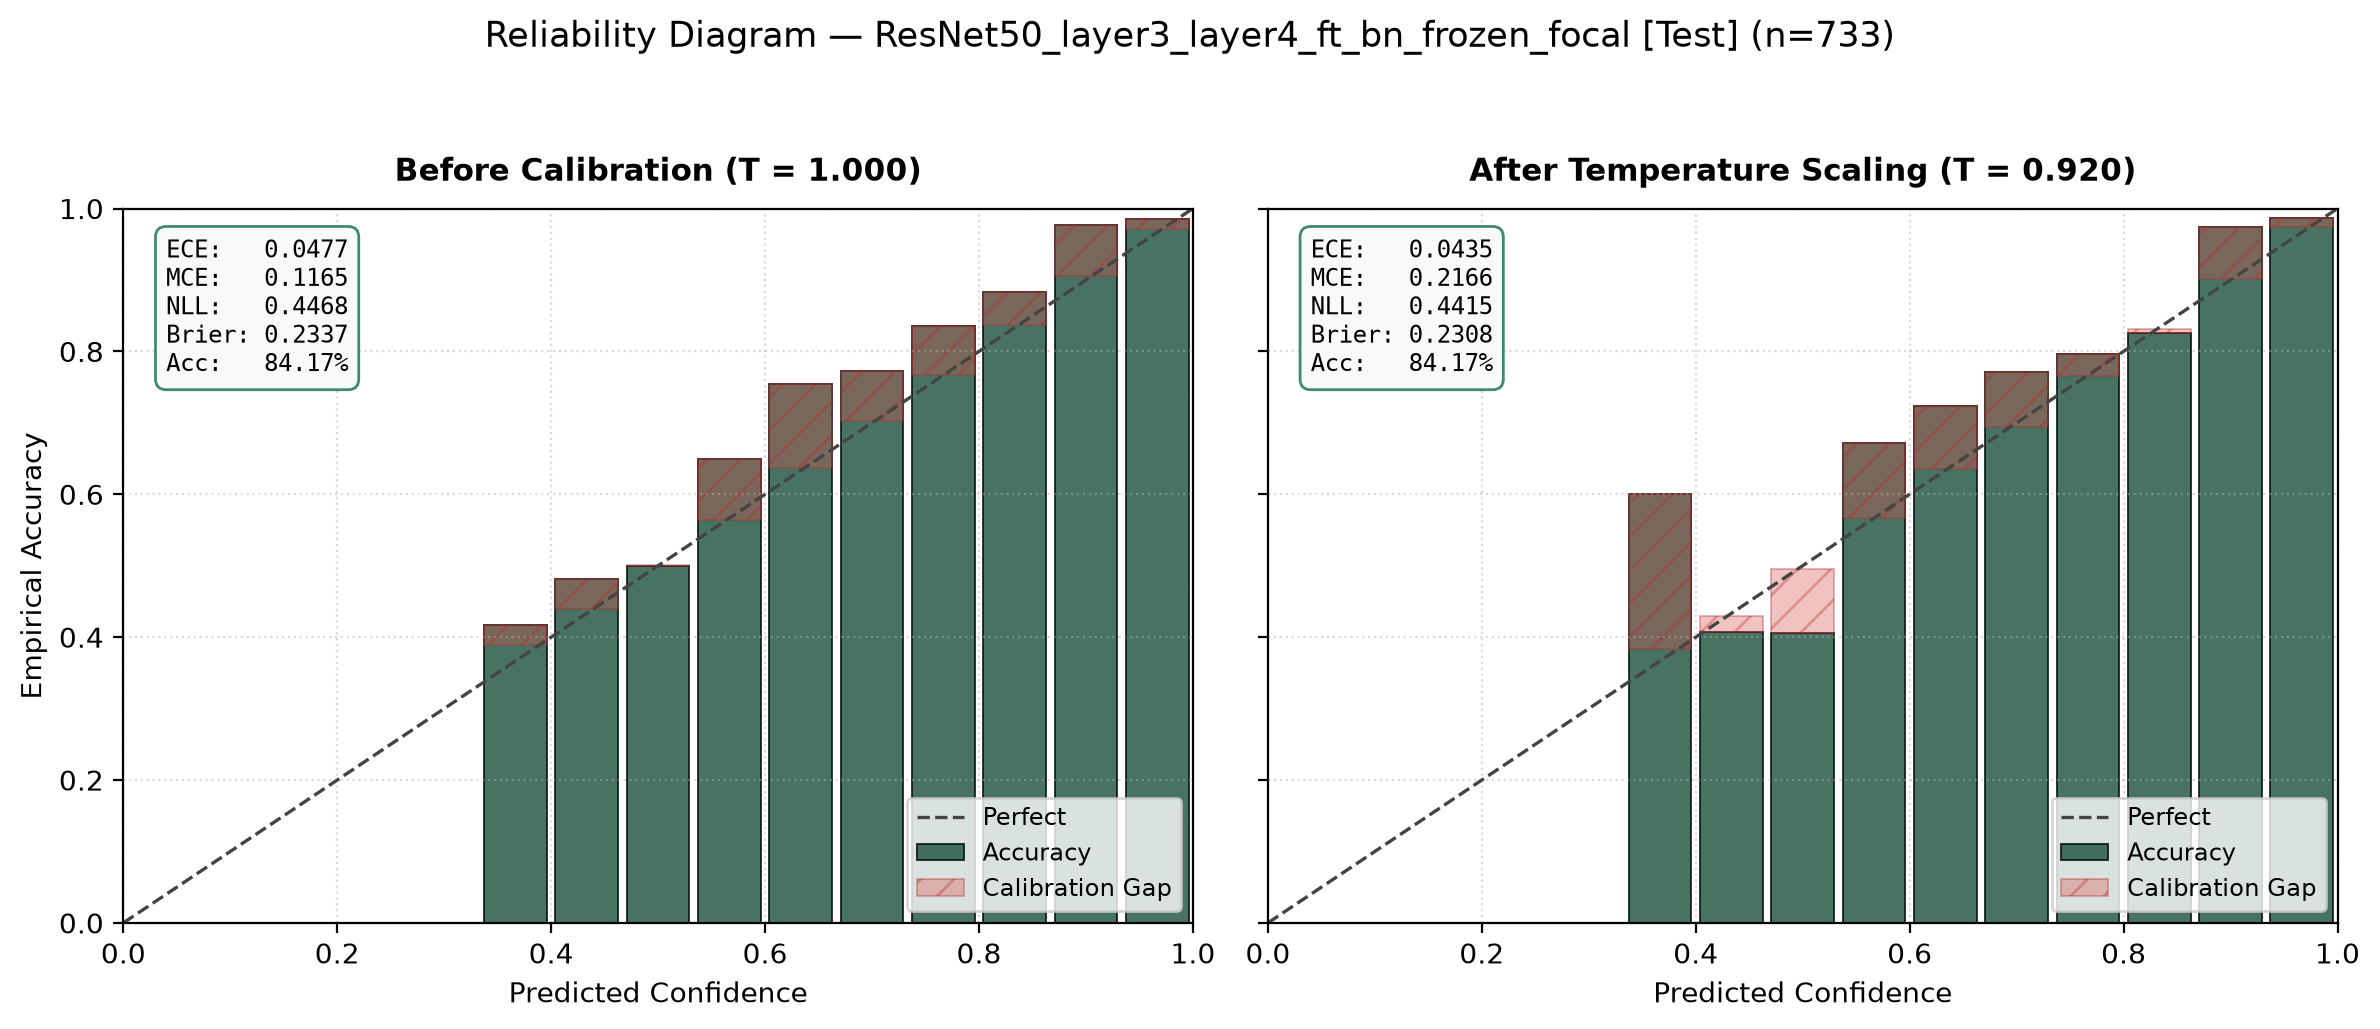 Reliability Diagram — ResNet50_layer3_layer4_ft_bn_frozen_focal [Test] (n=733)
Before Calibration (T = 1.000)
ECE: 0.0477
MCE: 0.1165
NLL: 0.4468
Brier: 0.2337
Acc: 84.17%
Empirical Accuracy
1.0
0.8
0.6
0.4
0.2
0.0
Perfect
Accuracy
Calibration Gap
0.0 0.2 0.4 0.6 0.8 1.0
Predicted Confidence
After Temperature Scaling (T = 0.920)
ECE: 0.0435
MCE: 0.2166
NLL: 0.4415
Brier: 0.2308
Acc: 84.17%
Perfect
Accuracy
Calibration Gap
0.0 0.2 0.4 0.6 0.8 1.0
Predicted Confidence